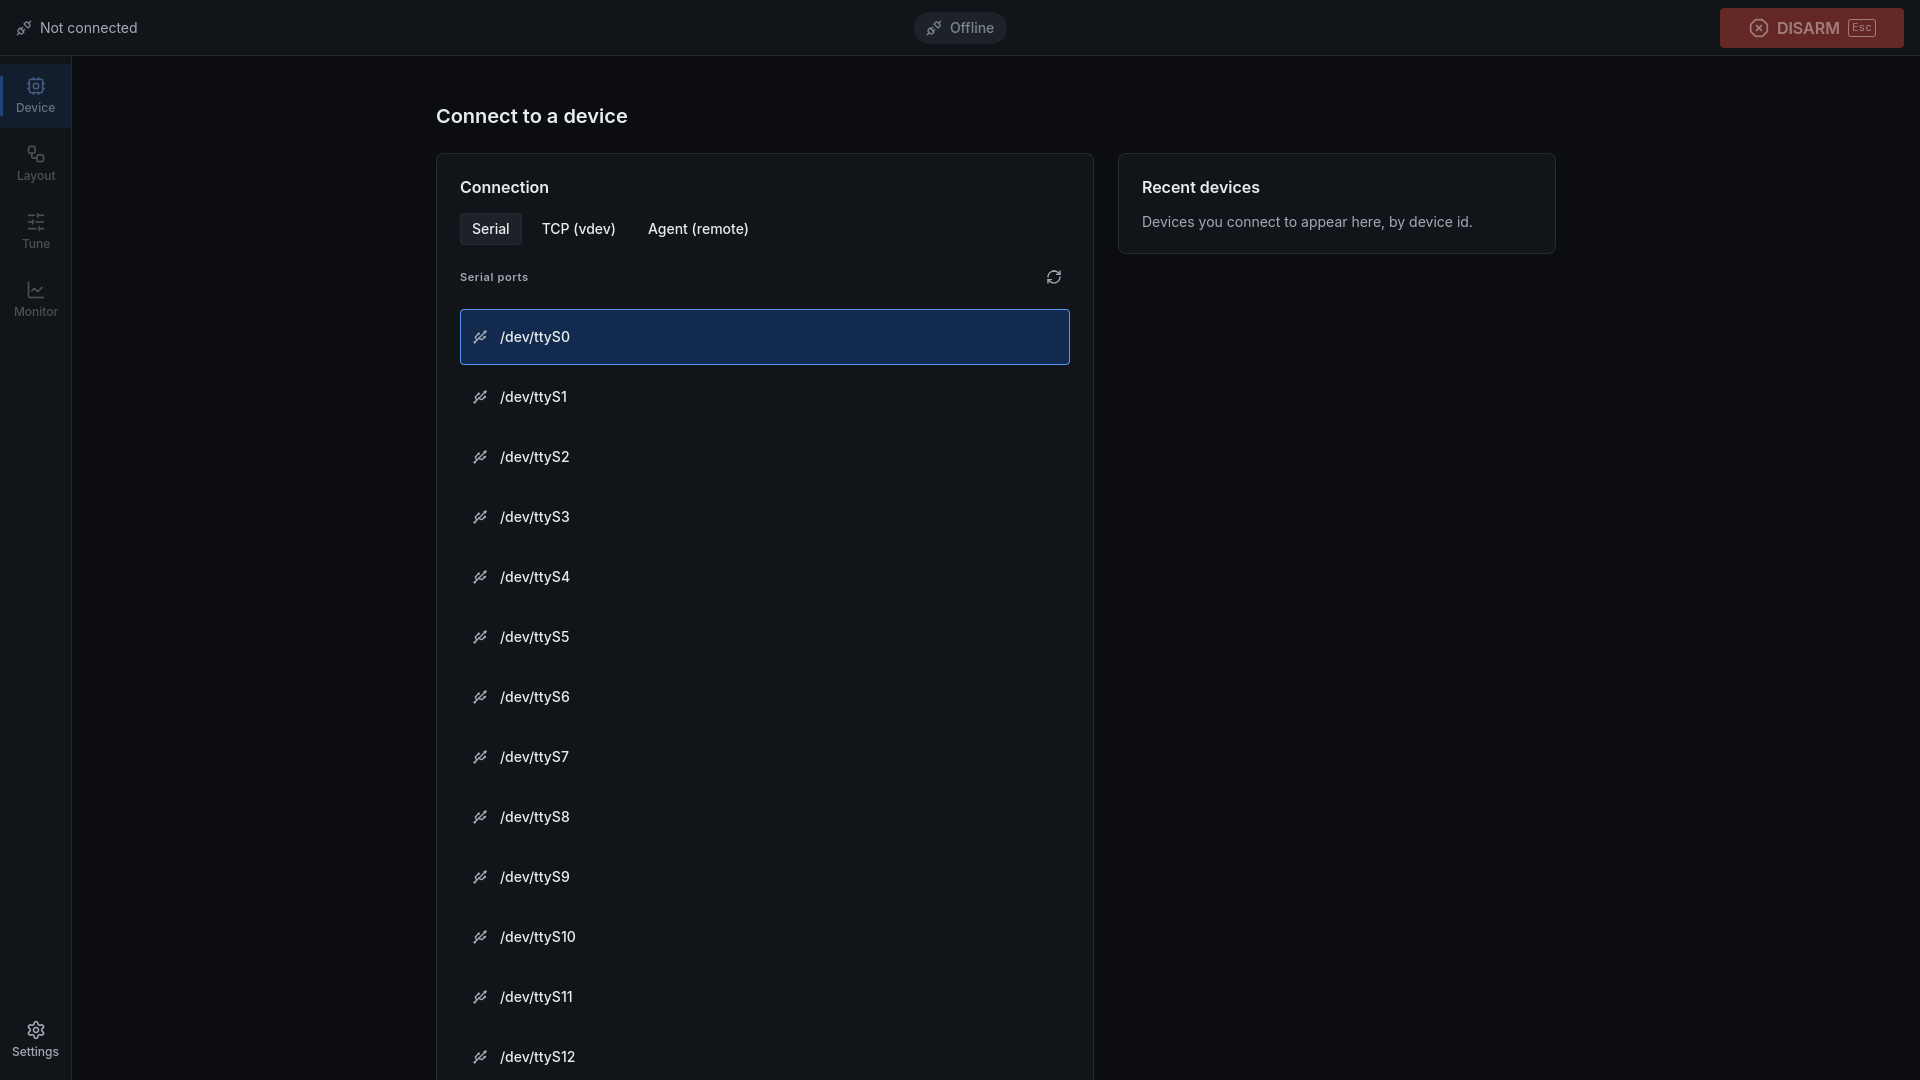 Not connected
Offline
DISARM Esc
Device
Layout
Tune
Monitor
Settings
Connect to a device
Connection
Serial TCP (vdev) Agent (remote)
Serial ports
/dev/ttyS0
/dev/ttyS1
/dev/ttyS2
/dev/ttyS3
/dev/ttyS4
/dev/ttyS5
/dev/ttyS6
/dev/ttyS7
/dev/ttyS8
/dev/ttyS9
/dev/ttyS10
/dev/ttyS11
/dev/ttyS12
Recent devices
Devices you connect to appear here, by device id.